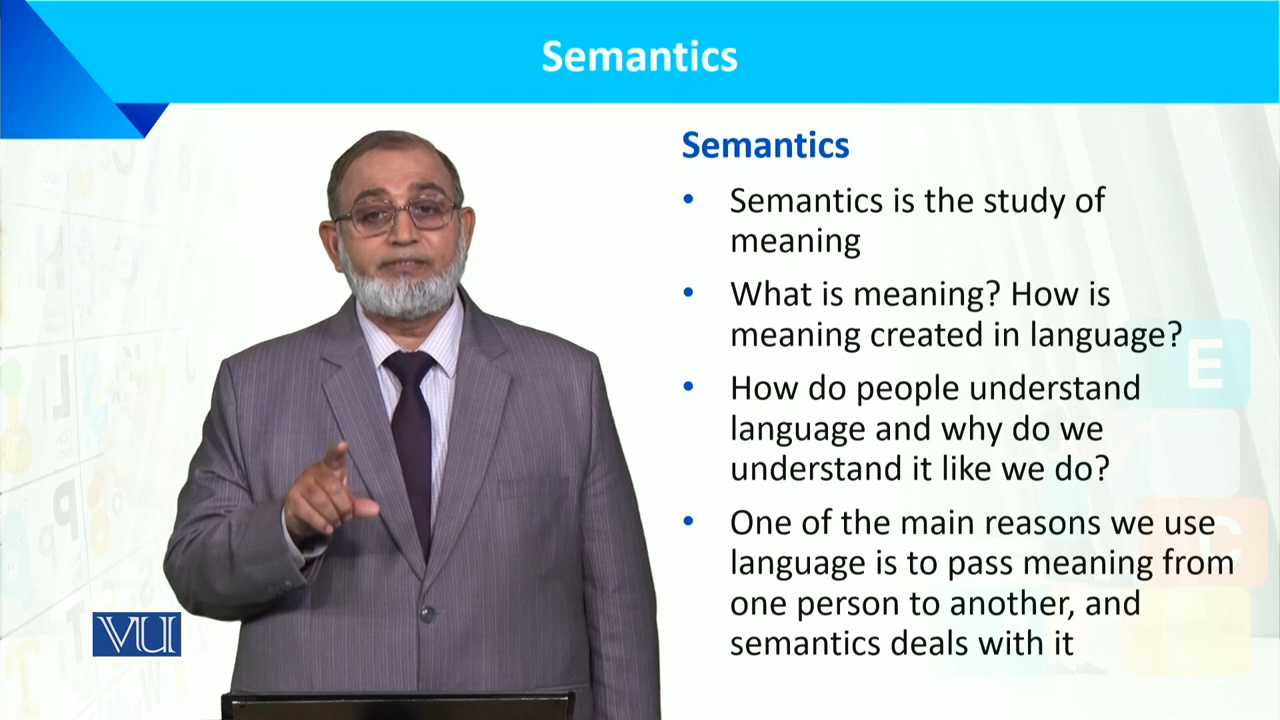 Semantics
Semantics
• Semantics is the study of
meaning
• What is meaning? How is
meaning created in language?
• How do people understand
language and why do we
understand it like we do?
• One of the main reasons we use
language is to pass meaning from
one person to another, and
semantics deals with it
VU
E
C